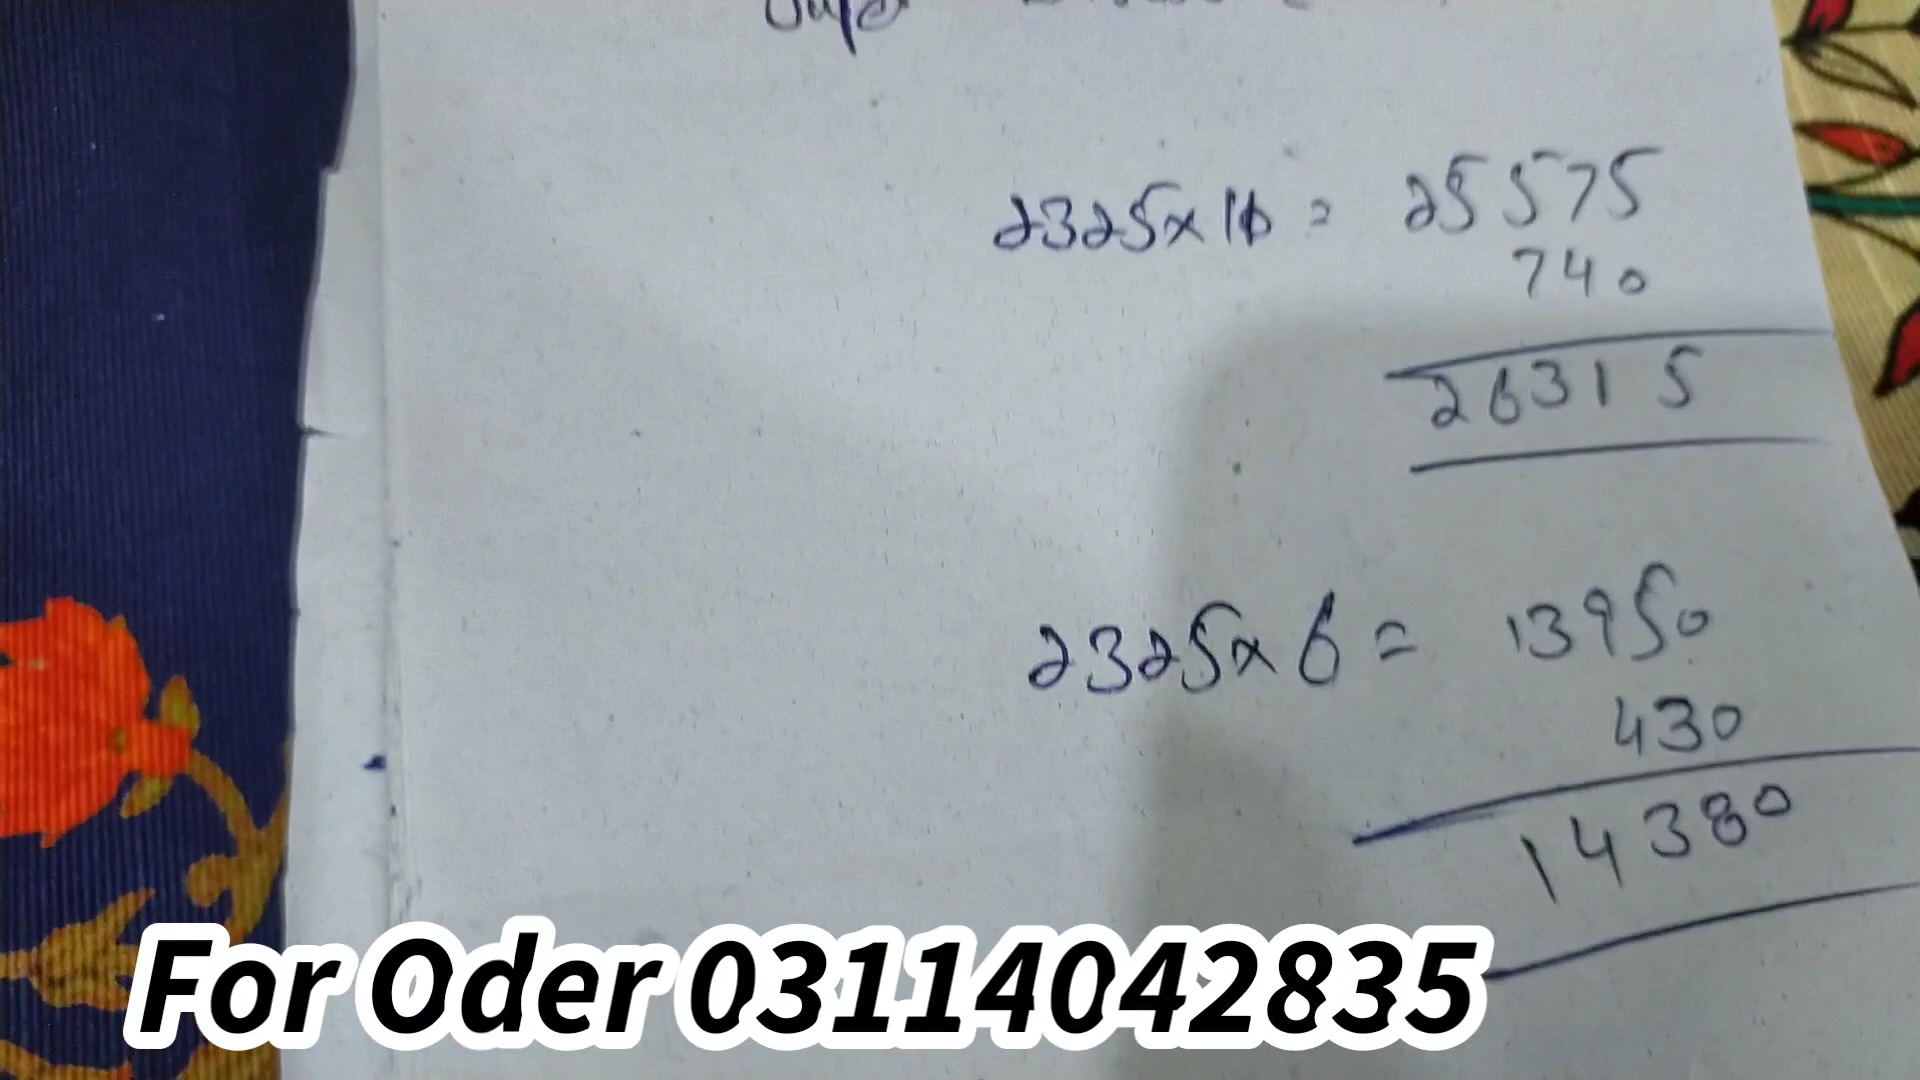 2325x11 = 25575
740
26315
2325x6 = 13950
430
14380
For Oder 03114042835